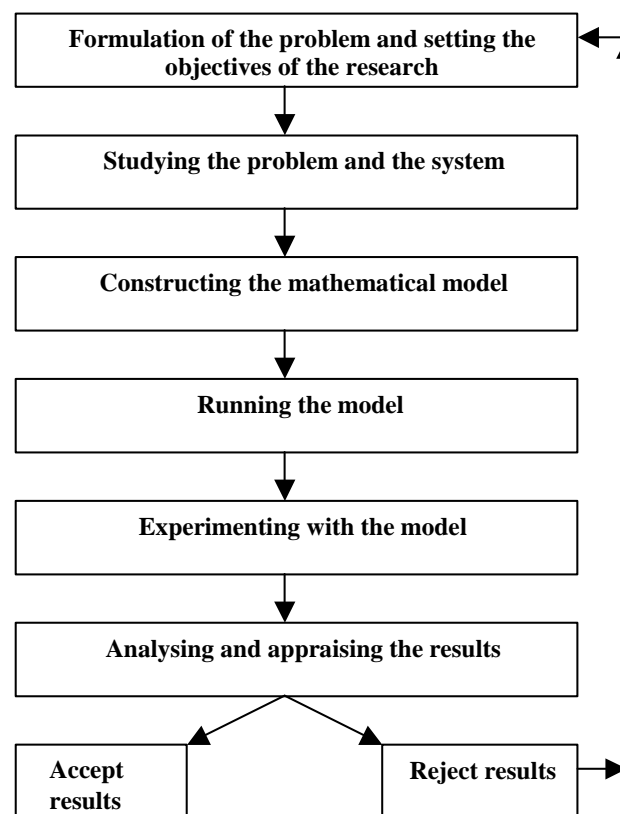 Formulation of the problem and setting the
objectives of the research
Studying the problem and the system
Constructing the mathematical model
Running the model
Experimenting with the model
Analysing and appraising the results
Accept
results
Reject results